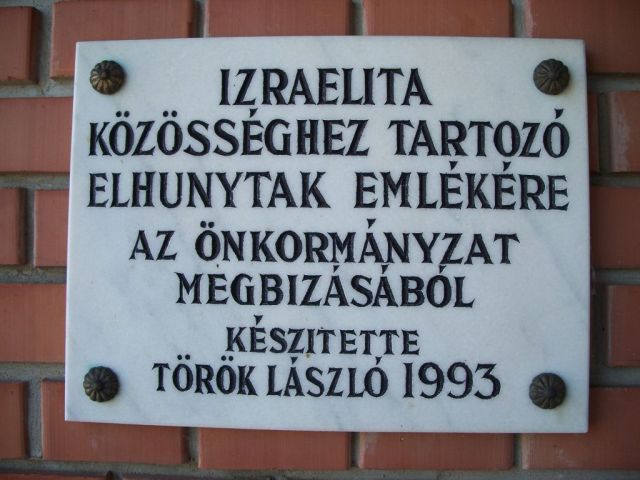 IZRAELITA
KÖZÖSSÉGHEZ TARTOZÓ
ELHUNYTAK EMLÉKÉRE
AZ ÖNKORMÁNYZAT
MEGBIZÁSÁBÓL
KÉSZITETTE
TÖRÖK LÁSZLÓ 1993